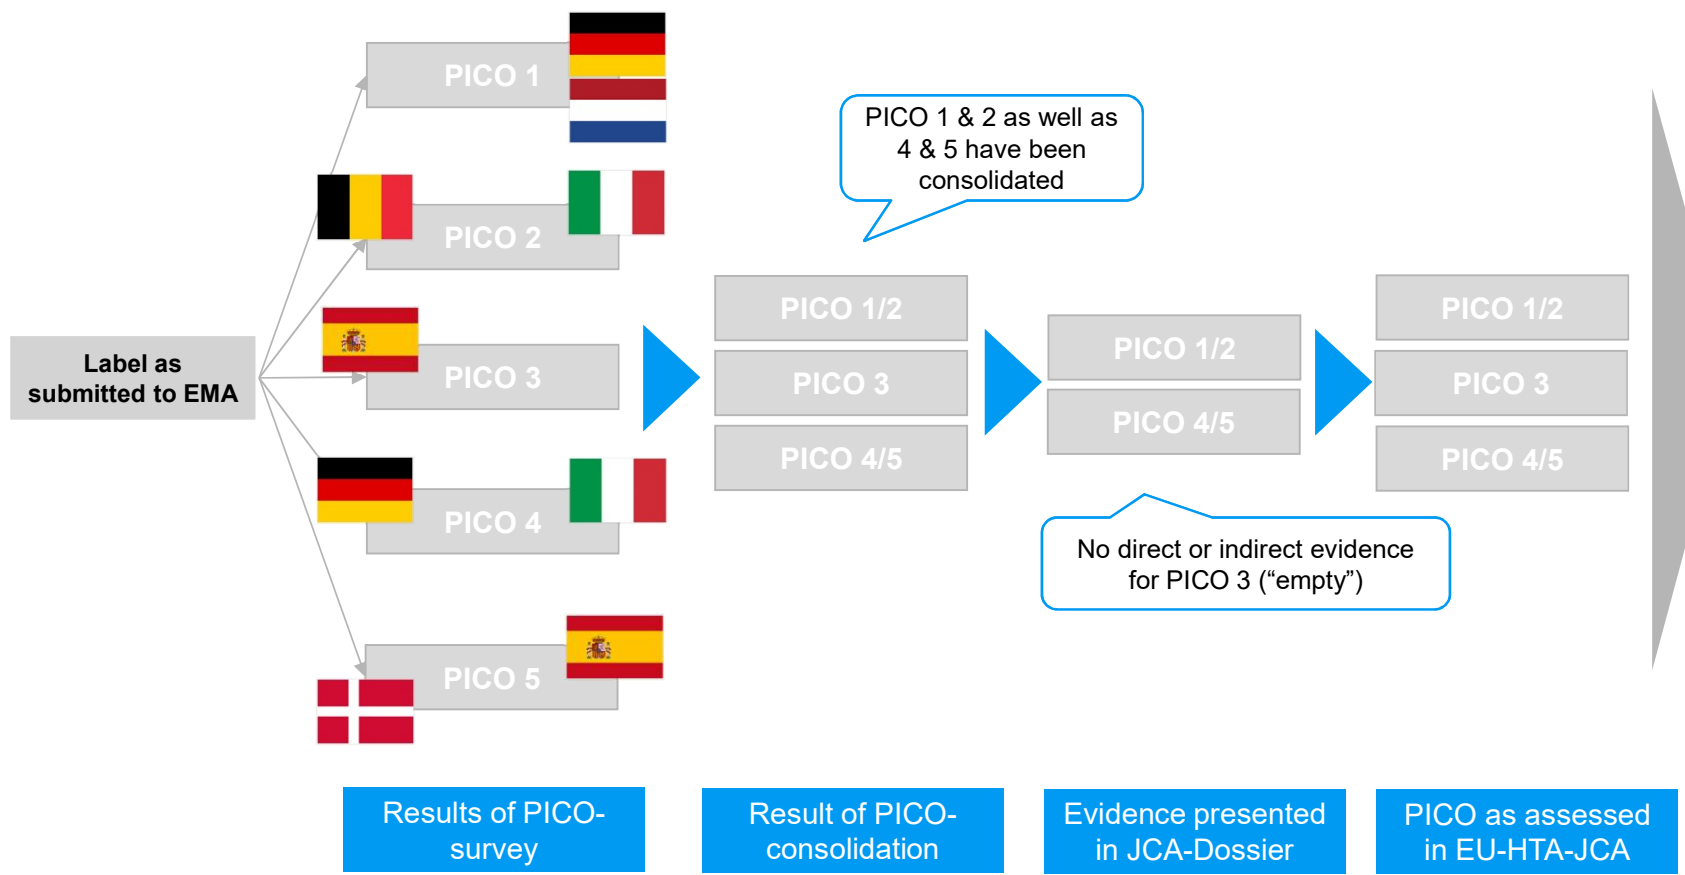 PICO 1
PICO 2
PICO 3
PICO 4
PICO 5
Label as
submitted to EMA
PICO 1 & 2 as well as
4 & 5 have been
consolidated
PICO 1/2
PICO 3
PICO 4/5
PICO 1/2
PICO 4/5
No direct or indirect evidence
for PICO 3 (“empty”)
PICO 1/2
PICO 3
PICO 4/5
Results of PICO-
survey
Result of PICO-
consolidation
Evidence presented
in JCA-Dossier
PICO as assessed
in EU-HTA-JCA